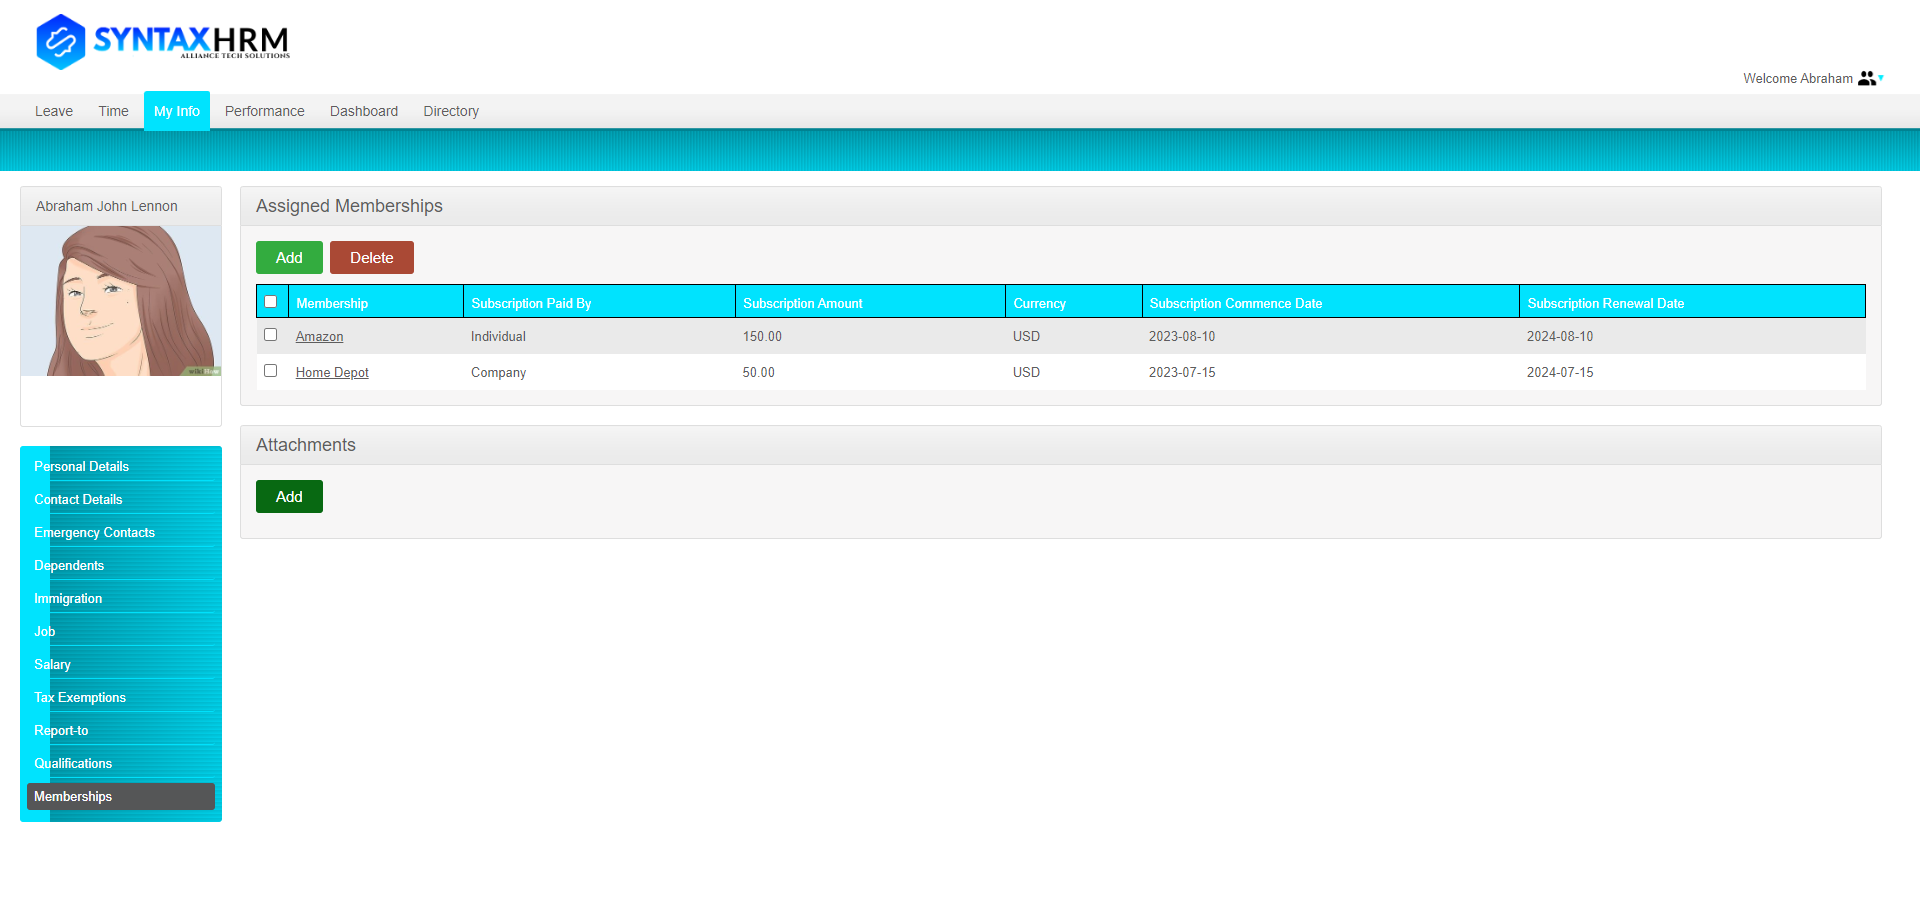 SYNTAXHRM
ALLIANCE TECH SOLUTIONS
Welcome Abraham
Leave Time My Info Performance Dashboard Directory
Abraham John Lennon
wikiHow
Personal Details
Contact Details
Emergency Contacts
Dependents
Immigration
Job
Salary
Tax Exemptions
Report-to
Qualifications
Memberships
Assigned Memberships
Add Delete
Membership Subscription Paid By Subscription Amount Currency Subscription Commence Date Subscription Renewal Date
Amazon Individual 150.00 USD 2023-08-10 2024-08-10
Home Depot Company 50.00 USD 2023-07-15 2024-07-15
Attachments
Add